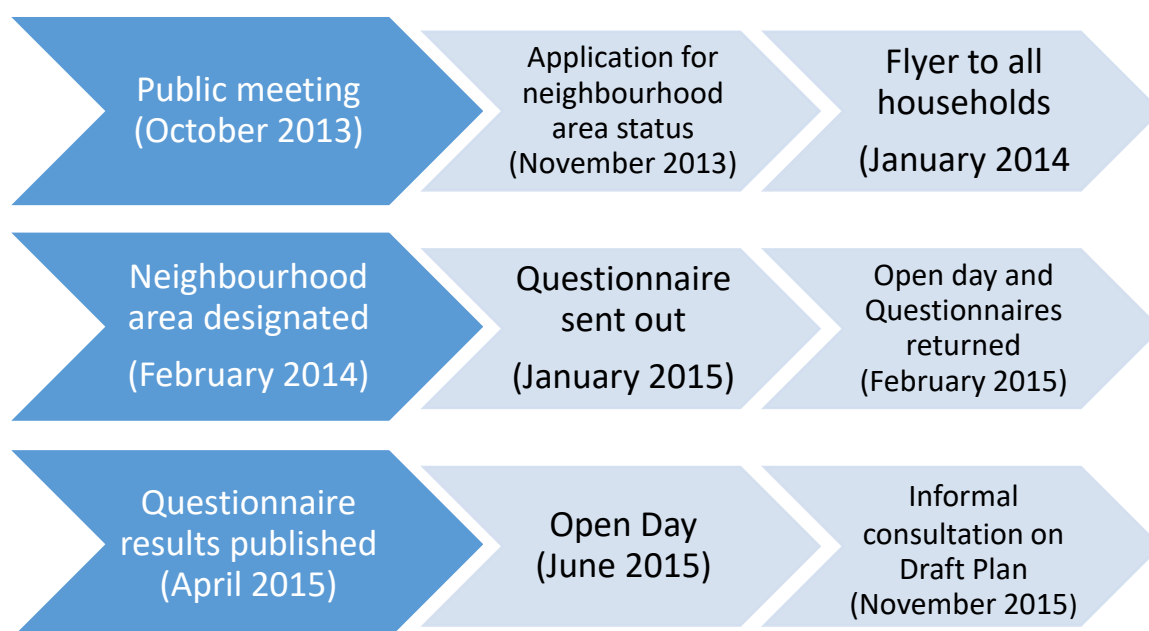 Public meeting
(October 2013)
Application for
neighbourhood
area status
(November 2013)
Flyer to all
households
(January 2014
Neighbourhood
area designated
(February 2014)
Questionnaire
sent out
(January 2015)
Open day and
Questionnaires
returned
(February 2015)
Questionnaire
results published
(April 2015)
Open Day
(June 2015)
Informal
consultation on
Draft Plan
(November 2015)